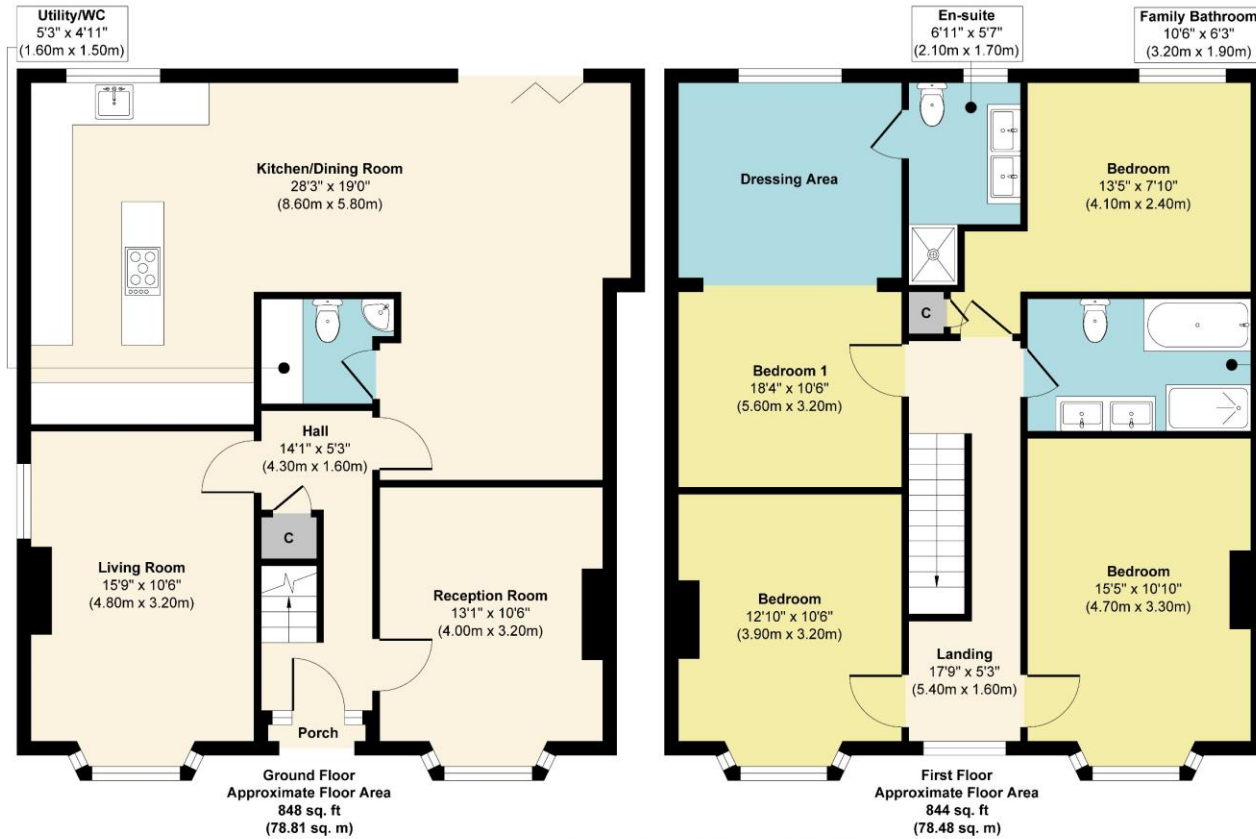 Utility/WC
5'3" x 4'11"
(1.60m x 1.50m)
Kitchen/Dining Room
28'3" x 19'0"
(8.60m x 5.80m)
Hall
14'1" x 5'3"
(4.30m x 1.60m)
C
Living Room
15'9" x 10'6"
(4.80m x 3.20m)
Reception Room
13'1" x 10'6"
(4.00m x 3.20m)
Porch
Ground Floor
Approximate Floor Area
848 sq. ft
(78.81 sq. m)
En-suite
6'11" x 5'7"
(2.10m x 1.70m)
Family Bathroom
10'6" x 6'3"
(3.20m x 1.90m)
Dressing Area
Bedroom
13'5" x 7'10"
(4.10m x 2.40m)
C
Bedroom 1
18'4" x 10'6"
(5.60m x 3.20m)
Bedroom
12'10" x 10'6"
(3.90m x 3.20m)
Bedroom
15'5" x 10'10"
(4.70m x 3.30m)
Landing
17'9" x 5'3"
(5.40m x 1.60m)
First Floor
Approximate Floor Area
844 sq. ft
(78.48 sq. m)